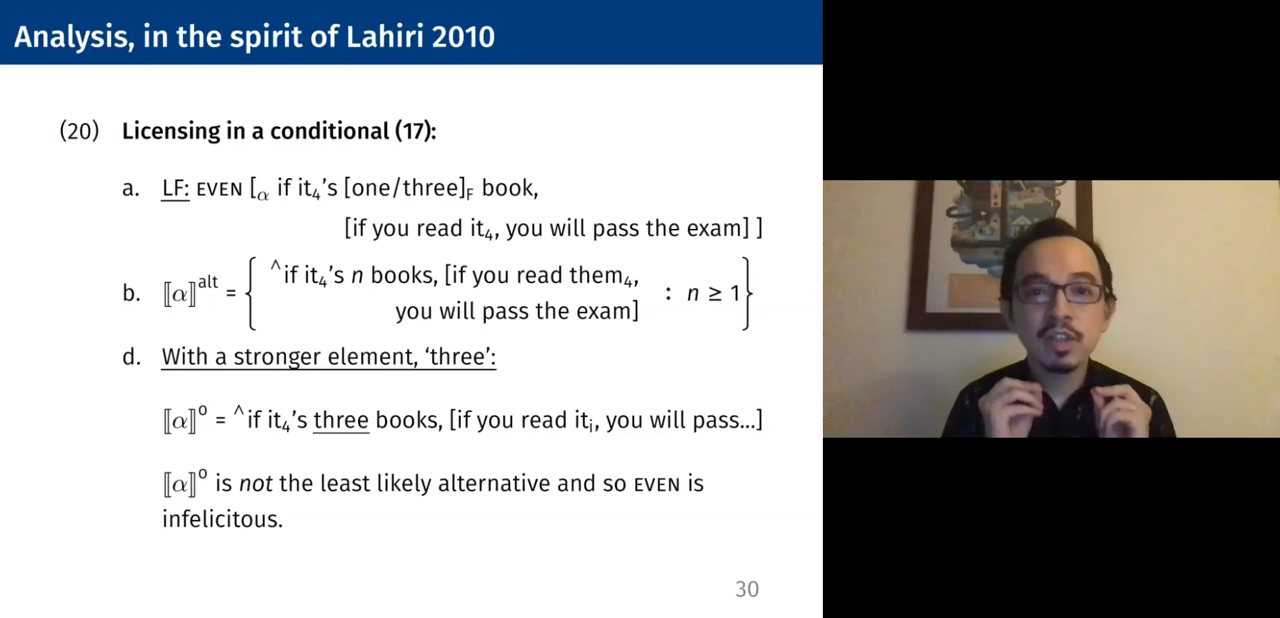 Analysis, in the spirit of Lahiri 2010
(20) Licensing in a conditional (17):
a. LF: EVEN [α if it₄'s [one/three]F book,
[if you read it₄, you will pass the exam] ]
b. ⟦α⟧ᵃˡᵗ = { ^if it₄'s n books, [if you read them₄, you will pass the exam] : n ≥ 1 }
d. With a stronger element, ‘three’:
⟦α⟧ᵒ = ^if it₄'s three books, [if you read itᵢ, you will pass...]
⟦α⟧ᵒ is not the least likely alternative and so EVEN is
infelicitous.
30